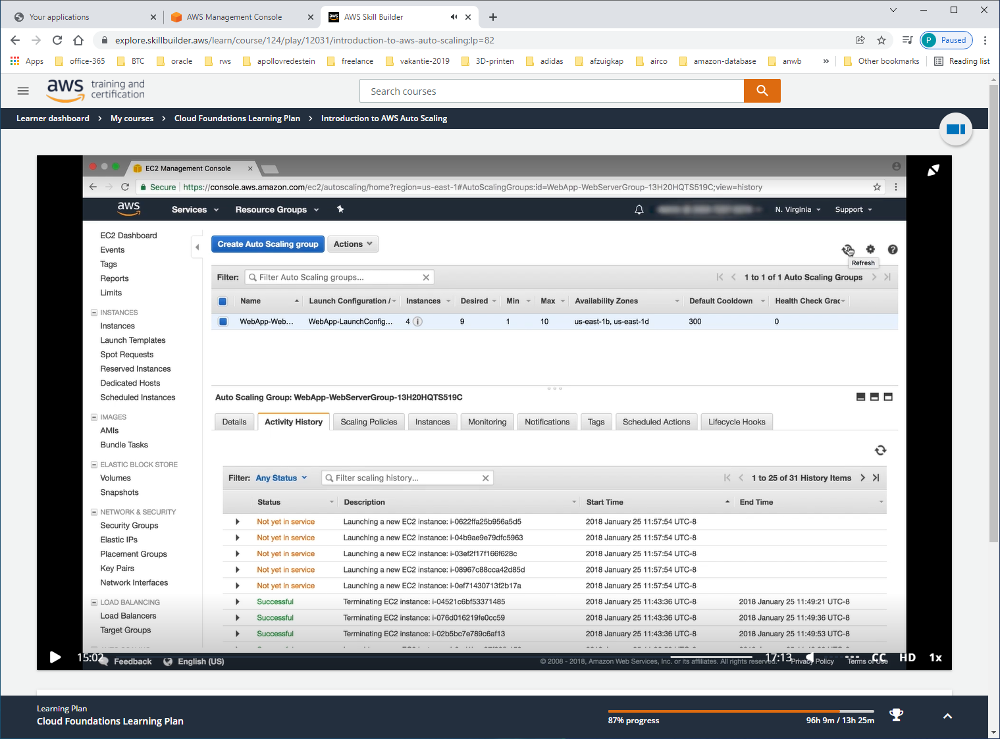 Your applications
AWS Management Console
AWS Skill Builder
explore.skillbuilder.aws/learn/course/124/play/12031/introduction-to-aws-auto-scaling;lp=82
P Paused
Apps office-365 BTC oracle rws apollovredestein freelance vakantie-2019 3D-printen adidas afzuigkap airco amazon-database anwb » Other bookmarks Reading list
aws training and certification
Search courses
Learner dashboard > My courses > Cloud Foundations Learning Plan > Introduction to AWS Auto Scaling
EC2 Management Console
Secure https://console.aws.amazon.com/ec2/autoscaling/home?region=us-east-1#AutoScalingGroups:id=WebApp-WebServerGroup-13H20HQTS519C;view=history
aws Services Resource Groups N. Virginia Support
EC2 Dashboard
Events
Tags
Reports
Limits
INSTANCES
Instances
Launch Templates
Spot Requests
Reserved Instances
Dedicated Hosts
Scheduled Instances
IMAGES
AMIs
Bundle Tasks
ELASTIC BLOCK STORE
Volumes
Snapshots
NETWORK & SECURITY
Security Groups
Elastic IPs
Placement Groups
Key Pairs
Network Interfaces
LOAD BALANCING
Load Balancers
Target Groups
Create Auto Scaling group Actions
Refresh
Filter: Filter Auto Scaling groups... 1 to 1 of 1 Auto Scaling Groups
Name Launch Configuration / Instances Desired Min Max Availability Zones Default Cooldown Health Check Grac
WebApp-Web... WebApp-LaunchConfig... 4 9 1 10 us-east-1b, us-east-1d 300 0
Auto Scaling Group: WebApp-WebServerGroup-13H20HQTS519C
Details Activity History Scaling Policies Instances Monitoring Notifications Tags Scheduled Actions Lifecycle Hooks
Filter: Any Status Filter scaling history... 1 to 25 of 31 History Items
Status Description Start Time End Time
Not yet in service Launching a new EC2 instance: i-0622ffa25b956a5d5 2018 January 25 11:57:54 UTC-8
Not yet in service Launching a new EC2 instance: i-04b9ae9e79dfc5963 2018 January 25 11:57:54 UTC-8
Not yet in service Launching a new EC2 instance: i-03ef2f17f166f628c 2018 January 25 11:57:54 UTC-8
Not yet in service Launching a new EC2 instance: i-08967c88cca42d85d 2018 January 25 11:57:54 UTC-8
Not yet in service Launching a new EC2 instance: i-0ef71430713f2b17a 2018 January 25 11:57:54 UTC-8
Successful Terminating EC2 instance: i-04521c6bf53371485 2018 January 25 11:43:36 UTC-8 2018 January 25 11:49:21 UTC-8
Successful Terminating EC2 instance: i-076d016219fe0cc59 2018 January 25 11:43:36 UTC-8 2018 January 25 11:49:36 UTC-8
Successful Terminating EC2 instance: i-02b5bc7e789c6af13 2018 January 25 11:43:36 UTC-8 2018 January 25 11:49:53 UTC-8
15:02 17:13 CC HD 1x
Feedback English (US) © 2008 - 2018, Amazon Web Services, Inc. or its affiliates. All rights reserved. Privacy Policy Terms of Use
Learning Plan
Cloud Foundations Learning Plan
87% progress 96h 9m / 13h 25m